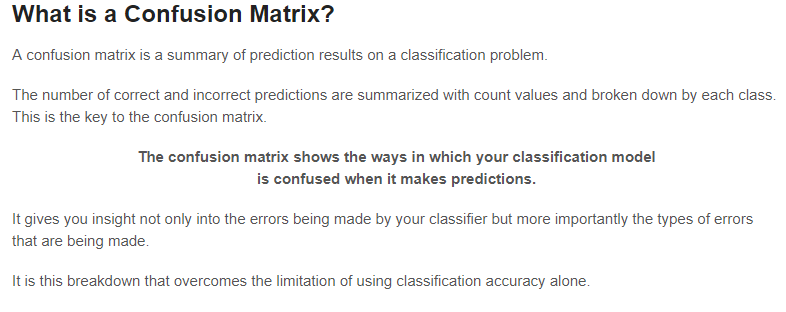 What is a Confusion Matrix?
A confusion matrix is a summary of prediction results on a classification problem.
The number of correct and incorrect predictions are summarized with count values and broken down by each class.
This is the key to the confusion matrix.
The confusion matrix shows the ways in which your classification model
is confused when it makes predictions.
It gives you insight not only into the errors being made by your classifier but more importantly the types of errors
that are being made.
It is this breakdown that overcomes the limitation of using classification accuracy alone.